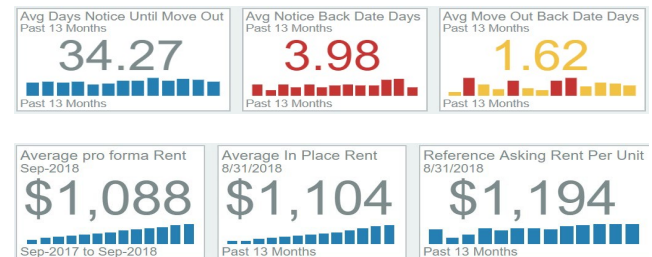 Avg Days Notice Until Move Out
Past 13 Months
34.27
Past 13 Months
Avg Notice Back Date Days
Past 13 Months
3.98
Past 13 Months
Avg Move Out Back Date Days
Past 13 Months
1.62
Past 13 Months
Average pro forma Rent
Sep-2018
$1,088
Sep-2017 to Sep-2018
Average In Place Rent
8/31/2018
$1,104
Past 13 Months
Reference Asking Rent Per Unit
8/31/2018
$1,194
Past 13 Months